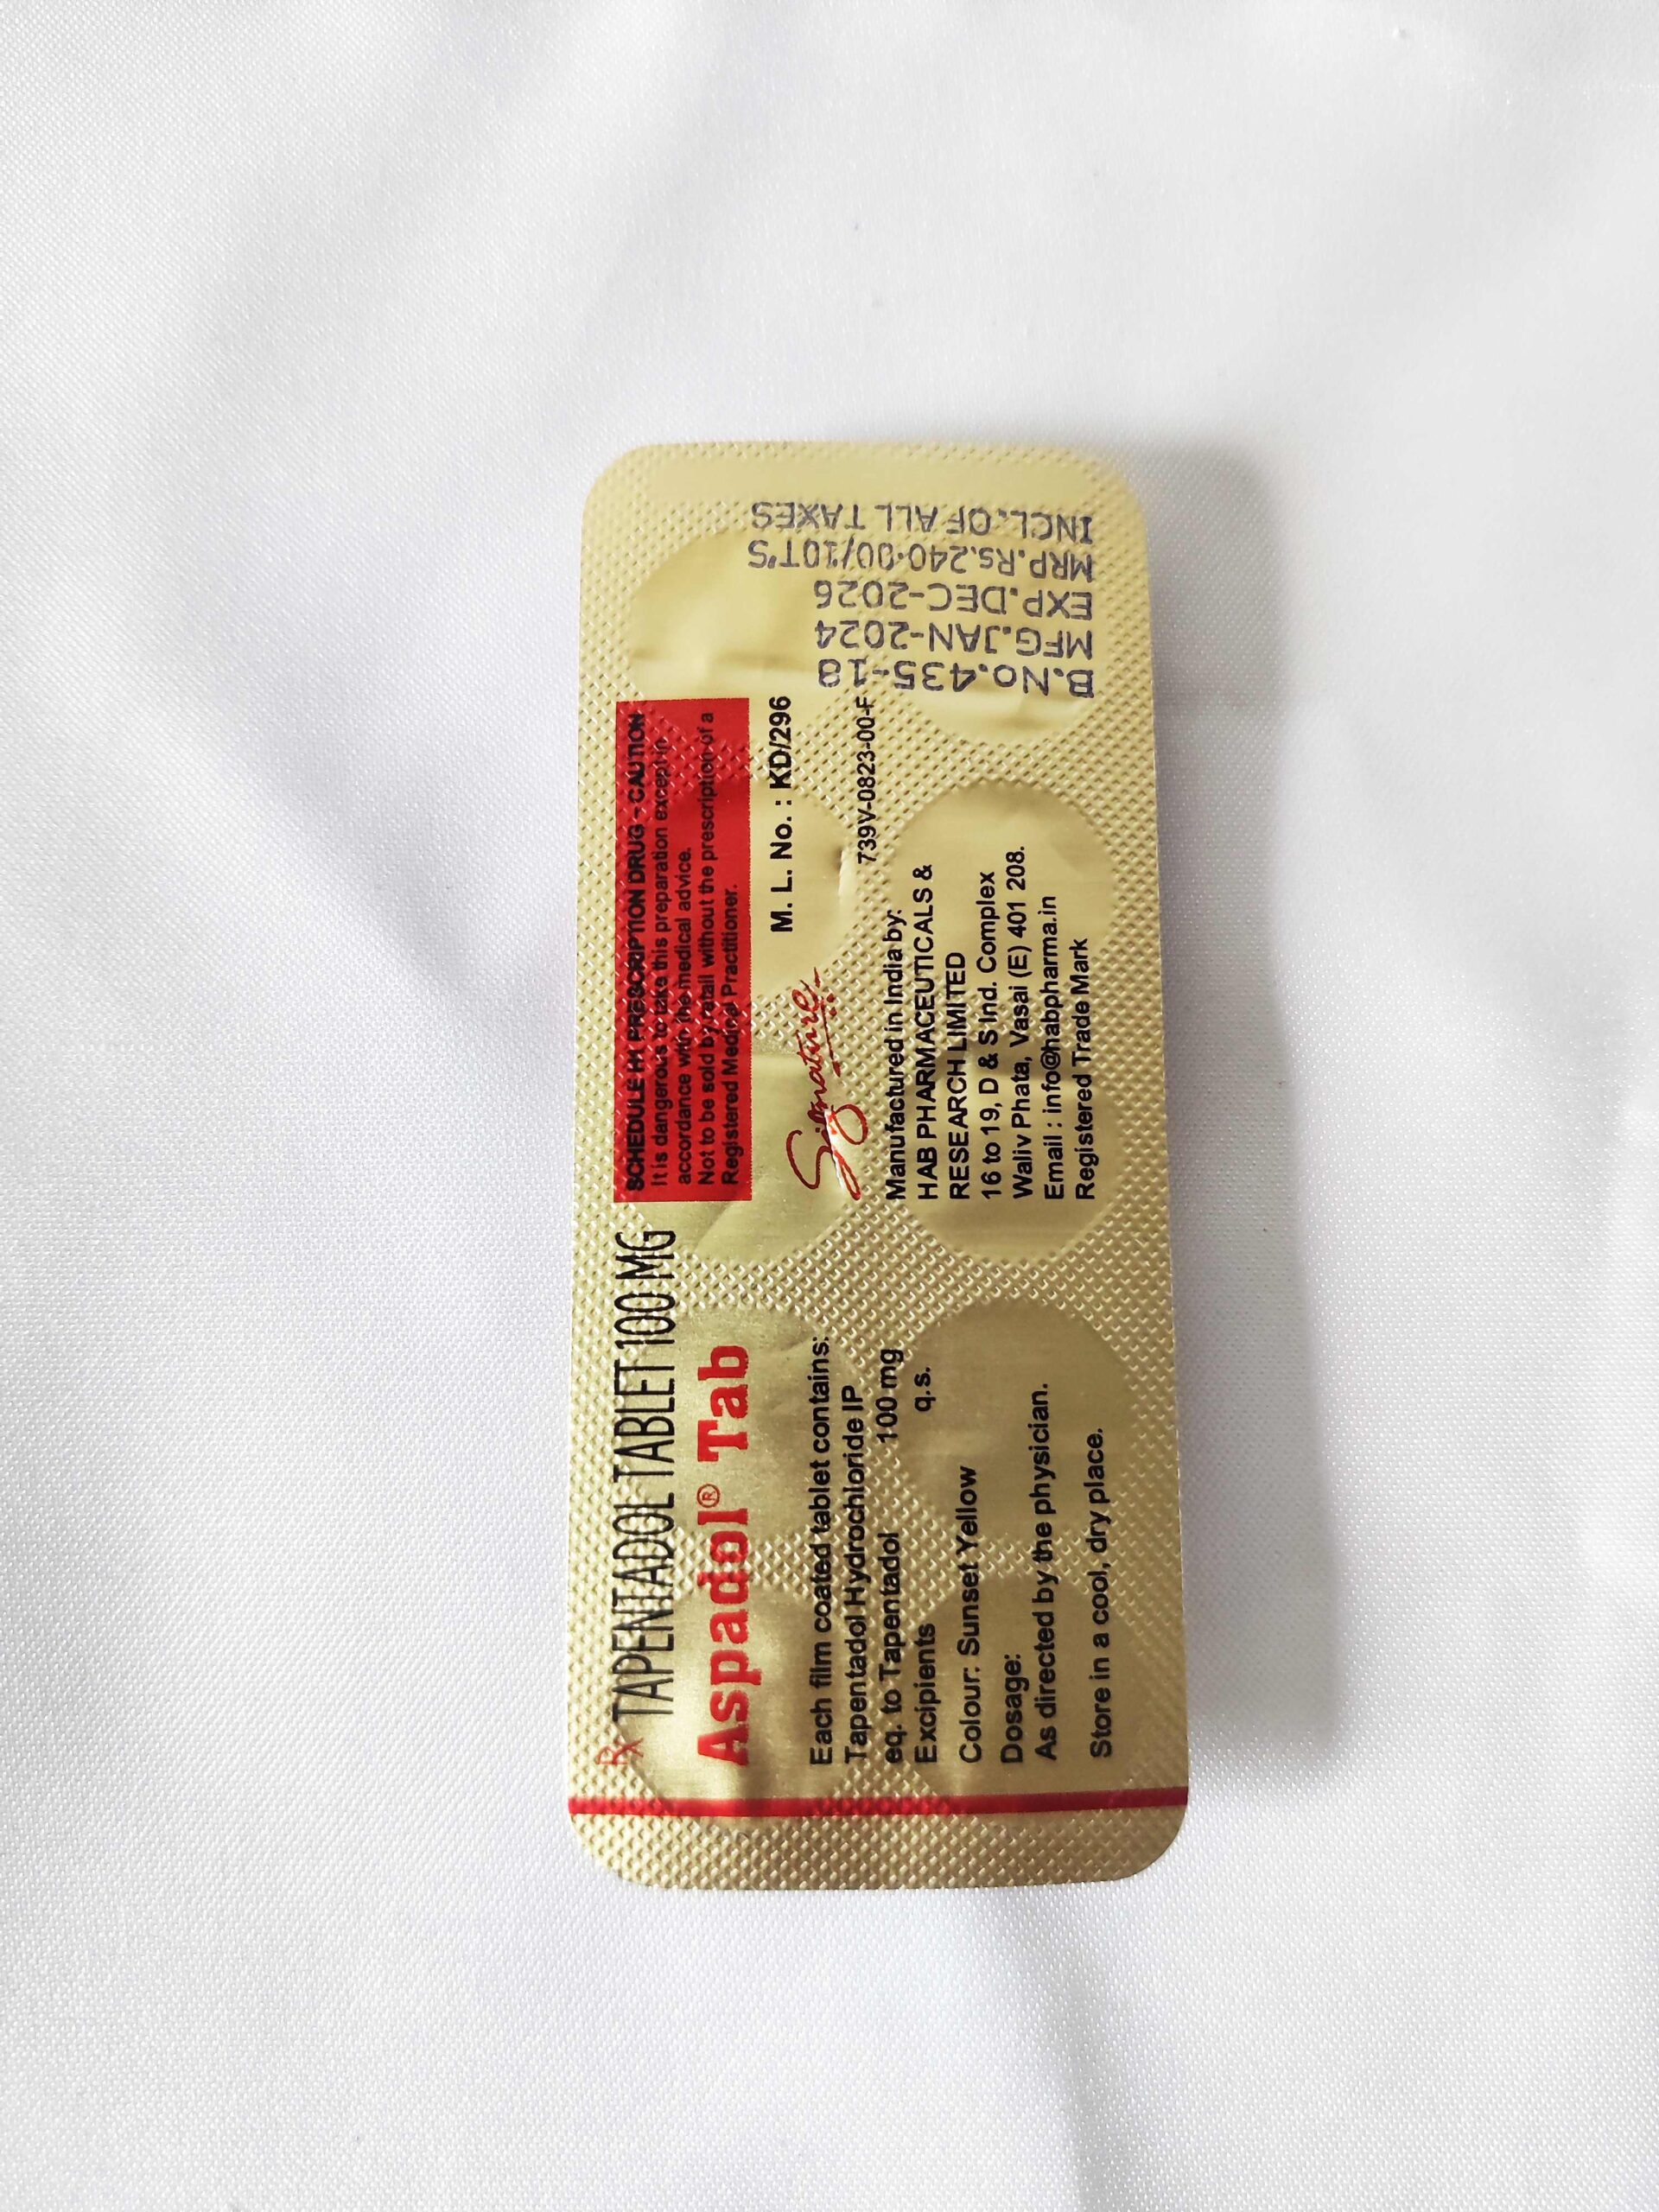 Rx TAPENTADOL TABLET 100 MG
Aspadol® Tab
Each film coated tablet contains:
Tapentadol Hydrochloride IP
eq. to Tapentadol 100 mg
Excipients q.s.
Colour: Sunset Yellow
Dosage:
As directed by the physician.
Store in a cool, dry place.
SCHEDULE H1 PRESCRIPTION DRUG - CAUTION
It is dangerous to take this preparation except in
accordance with the medical advice.
Not to be sold by retail without the prescription of a
Registered Medical Practitioner.
M. L. No. : KD/296
Signature
739V-0823-00-F
Manufactured in India by:
HAB PHARMACEUTICALS &
RESEARCH LIMITED
16 to 19, D & S Ind. Complex
Waliv Phata, Vasai (E) 401 208.
Email : info@habpharma.in
Registered Trade Mark
B.No.435-18
MFG.JAN-2024
EXP.DEC-2026
MRP.Rs.240.00/10T'S
INCL.OF ALL TAXES